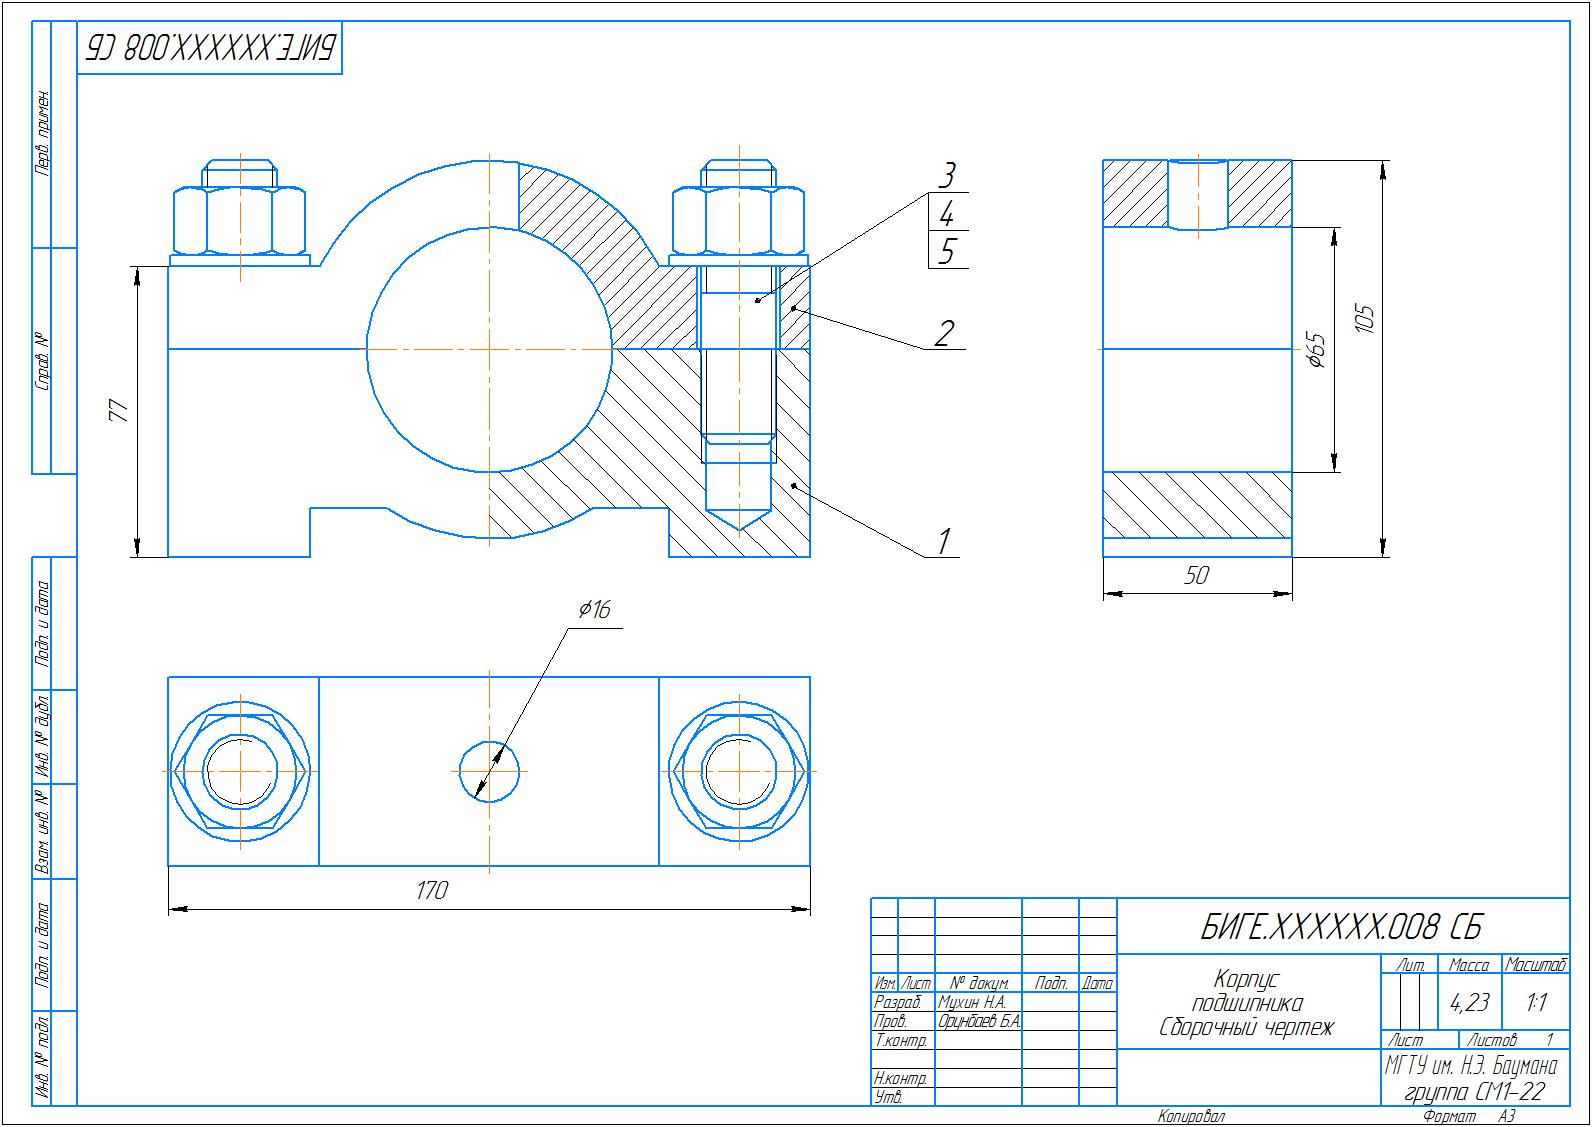 БИГЕ.XXXXXX.008 СБ
Перв. примен.
Справ. №
Подп. и дата
Инв. № дубл.
Взам. инв. №
Подп. и дата
Инв. № подл.
3
4
5
2
1
77
⌀65
105
50
⌀16
170
БИГЕ.XXXXXX.008 СБ
Изм. Лист № докум. Подп. Дата
Разраб. Мухин Н.А.
Пров. Орунбаев Б.А.
Т.контр.
Н.контр.
Утв.
Корпус
подшипника
Сборочный чертеж
Лит. Масса Масштаб
4,23 1:1
Лист Листов 1
МГТУ им. Н.Э. Баумана
группа СМ1-22
Копировал Формат А3